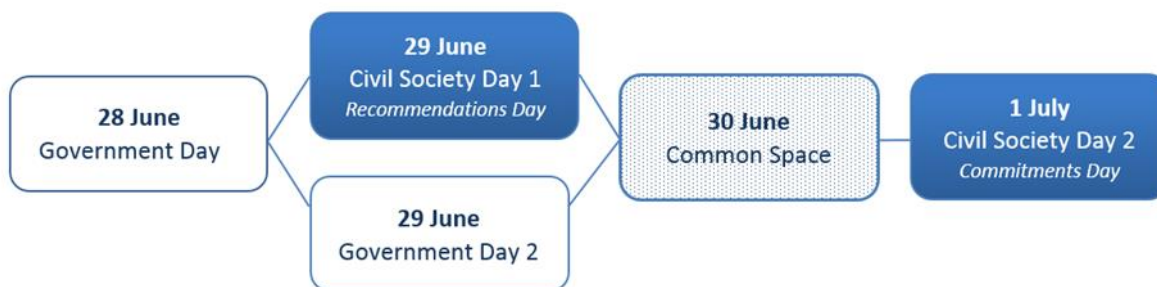 28 June
Government Day
29 June
Civil Society Day 1
Recommendations Day
29 June
Government Day 2
30 June
Common Space
1 July
Civil Society Day 2
Commitments Day